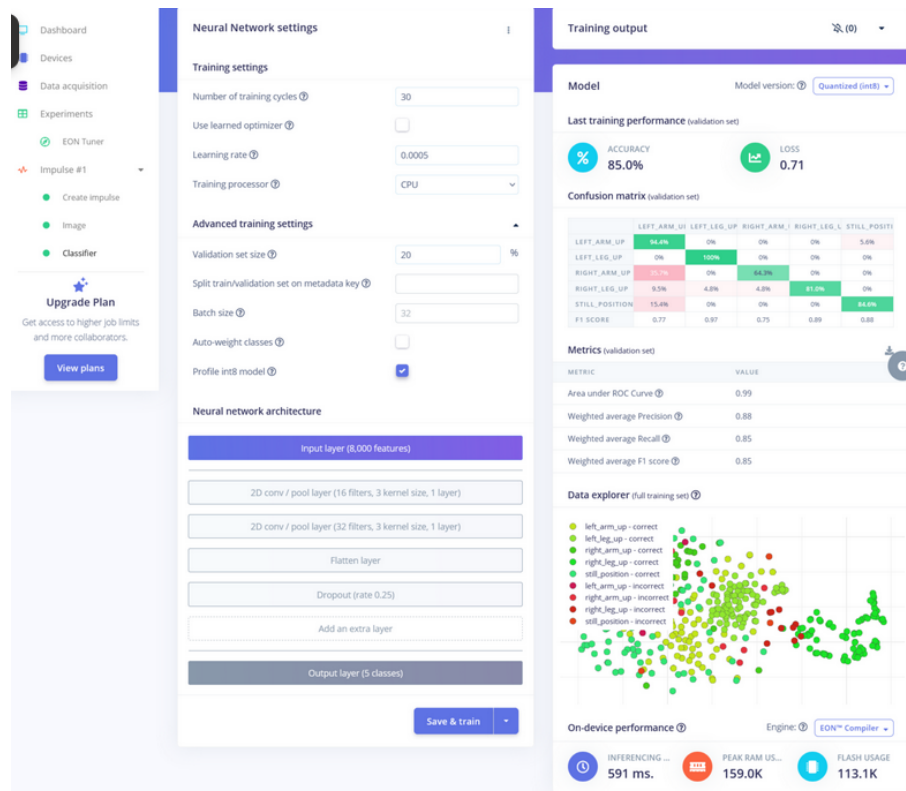 Dashboard
Devices
Data acquisition
Experiments
EON Tuner
Impulse #1
Create impulse
Image
Classifier
Upgrade Plan
Get access to higher job limits
and more collaborators.
View plans
Neural Network settings
Training settings
Number of training cycles 30
Use learned optimizer
Learning rate 0.0005
Training processor CPU
Advanced training settings
Validation set size 20 %
Split train/validation set on metadata key
Batch size 32
Auto-weight classes
Profile int8 model
Neural network architecture
Input layer (8,000 features)
2D conv / pool layer (16 filters, 3 kernel size, 1 layer)
2D conv / pool layer (32 filters, 3 kernel size, 1 layer)
Flatten layer
Dropout (rate 0.25)
Add an extra layer
Output layer (5 classes)
Save & train
Training output (0)
Model Model version: Quantized (int8)
Last training performance (validation set)
% ACCURACY
85.0%
LOSS
0.71
Confusion matrix (validation set)
LEFT_ARM_UI LEFT_LEG_UP RIGHT_ARM_ RIGHT_LEG_L STILL_POSITI
LEFT_ARM_UP 94.4% 0% 0% 0% 5.6%
LEFT_LEG_UP 0% 100% 0% 0% 0%
RIGHT_ARM_UP 35.7% 0% 64.3% 0% 0%
RIGHT_LEG_UP 9.5% 4.8% 4.8% 81.0% 0%
STILL_POSITION 15.4% 0% 0% 0% 84.6%
F1 SCORE 0.77 0.97 0.75 0.89 0.88
Metrics (validation set)
METRIC VALUE
Area under ROC Curve 0.99
Weighted average Precision 0.88
Weighted average Recall 0.85
Weighted average F1 score 0.85
Data explorer (full training set)
left_arm_up - correct
left_leg_up - correct
right_arm_up - correct
right_leg_up - correct
still_position - correct
left_arm_up - incorrect
right_arm_up - incorrect
right_leg_up - incorrect
still_position - incorrect
On-device performance Engine: EON™ Compiler
INFERENCING ...
591 ms.
PEAK RAM US...
159.0K
FLASH USAGE
113.1K